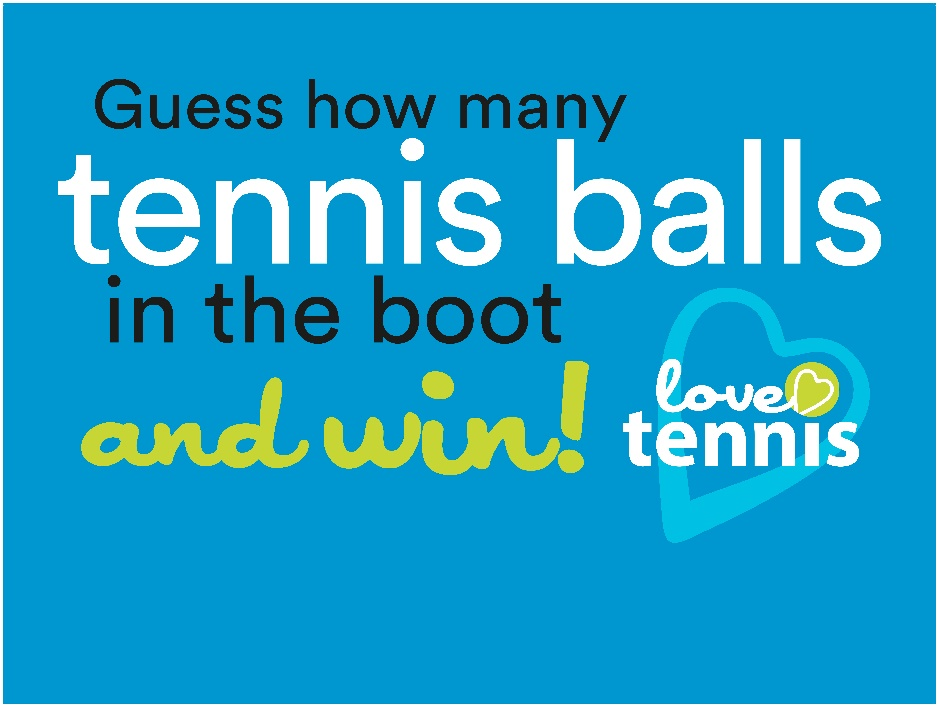 Guess how many
tennis balls
in the boot
and win!
love
tennis